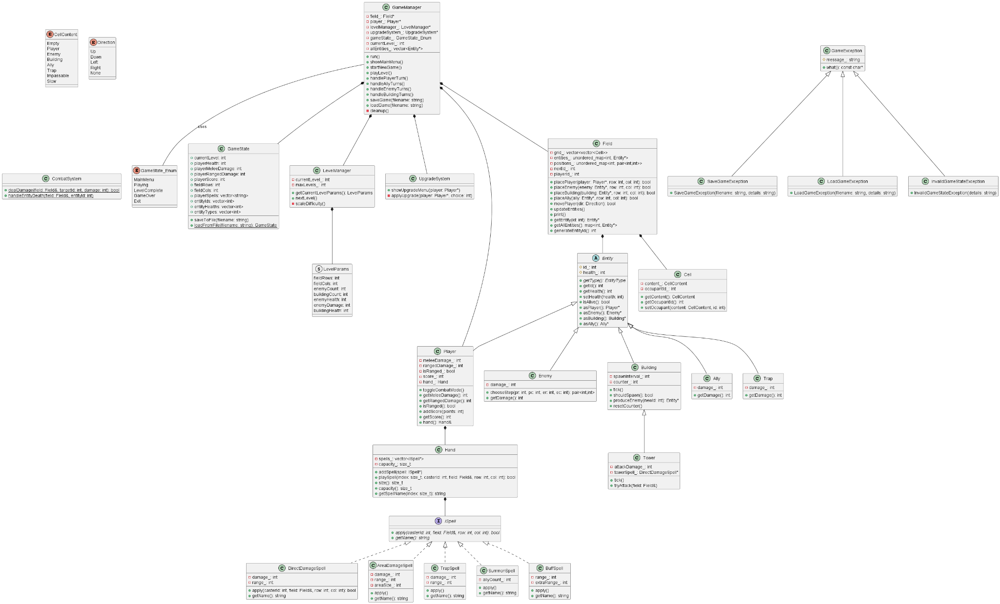 GameManager
field_: Field*
player_: Player*
levelManager_: LevelManager*
upgradeSystem_: UpgradeSystem*
gameState_: GameState_Enum
currentLevel_: int
allEntities_: vector<Entity*>
run()
showMainMenu()
startNewGame()
playLevel()
handlePlayerTurn()
handleAllyTurns()
handleEnemyTurns()
handleBuildingTurns()
saveGame(filename: string)
loadGame(filename: string)
cleanup()
E CellContent
Empty
Player
Enemy
Building
Ally
Trap
Impassable
Slow
E Direction
Up
Down
Left
Right
None
C GameException
message_: string
what(): const char*
uses
C CombatSystem
dealDamage(field: Field&, targetId: int, damage: int): bool
handleEntityDeath(field: Field&, entityId: int)
E GameState_Enum
MainMenu
Playing
LevelComplete
GameOver
Exit
C GameState
currentLevel: int
playerHealth: int
playerMeleeDamage: int
playerRangedDamage: int
playerScore: int
fieldRows: int
fieldCols: int
playerSpells: vector<string>
entityIds: vector<int>
entityHealths: vector<int>
entityTypes: vector<int>
saveToFile(filename: string)
loadFromFile(filename: string): GameState
C LevelManager
currentLevel_: int
maxLevels_: int
getCurrentLevelParams(): LevelParams
nextLevel()
scaleDifficulty()
C UpgradeSystem
showUpgradeMenu(player: Player*)
applyUpgrade(player: Player*, choice: int)
C Field
grid_: vector<vector<Cell>>
entities_: unordered_map<int, Entity*>
positions_: unordered_map<int, pair<int,int>>
nextId_: int
playerId_: int
placePlayer(player: Player*, row: int, col: int): bool
placeEnemy(enemy: Entity*, row: int, col: int): bool
placeBuilding(building: Entity*, row: int, col: int): bool
placeAlly(ally: Entity*, row: int, col: int): bool
movePlayer(dir: Direction): bool
updateEntities()
print()
getEntity(id: int): Entity*
getAllEntities(): map<int, Entity*>
generateEntityId(): int
C SaveGameException
SaveGameException(filename: string, details: string)
C LoadGameException
LoadGameException(filename: string, details: string)
C InvalidGameStateException
InvalidGameStateException(details: string)
S LevelParams
fieldRows: int
fieldCols: int
enemyCount: int
buildingCount: int
enemyHealth: int
enemyDamage: int
buildingHealth: int
A Entity
id_: int
health_: int
getType(): EntityType
getId(): int
getHealth(): int
setHealth(health: int)
isAlive(): bool
asPlayer(): Player*
asEnemy(): Enemy*
asBuilding(): Building*
asAlly(): Ally*
C Cell
content_: CellContent
occupantId_: int
getContent(): CellContent
getOccupantId(): int
setOccupant(content: CellContent, id: int)
C Player
meleeDamage_: int
rangedDamage_: int
isRanged_: bool
score_: int
hand_: Hand
toggleCombatMode()
getMeleeDamage(): int
getRangedDamage(): int
isRanged(): bool
addScore(points: int)
getScore(): int
hand(): Hand&
C Enemy
damage_: int
chooseStep(pr: int, pc: int, er: int, ec: int): pair<int,int>
getDamage(): int
C Building
spawnInterval_: int
counter_: int
tick()
shouldSpawn(): bool
produceEnemy(newId: int): Entity*
resetCounter()
C Ally
damage_: int
getDamage(): int
C Trap
damage_: int
getDamage(): int
C Hand
spells_: vector<ISpell*>
capacity_: size_t
addSpell(spell: ISpell*)
playSpell(index: size_t, casterId: int, field: Field&, row: int, col: int): bool
size(): size_t
capacity(): size_t
getSpellName(index: size_t): string
C Tower
attackDamage_: int
towerSpell_: DirectDamageSpell*
tick()
tryAttack(field: Field&)
I ISpell
apply(casterId: int, field: Field&, row: int, col: int): bool
getName(): string
C DirectDamageSpell
damage_: int
range_: int
apply(casterId: int, field: Field&, row: int, col: int): bool
getName(): string
C AreaDamageSpell
damage_: int
range_: int
areaSize_: int
apply()
getName(): string
C TrapSpell
damage_: int
range_: int
apply()
getName(): string
C SummonSpell
allyCount_: int
apply()
getName(): string
C BuffSpell
range_: int
extraRange_: int
apply()
getName(): string